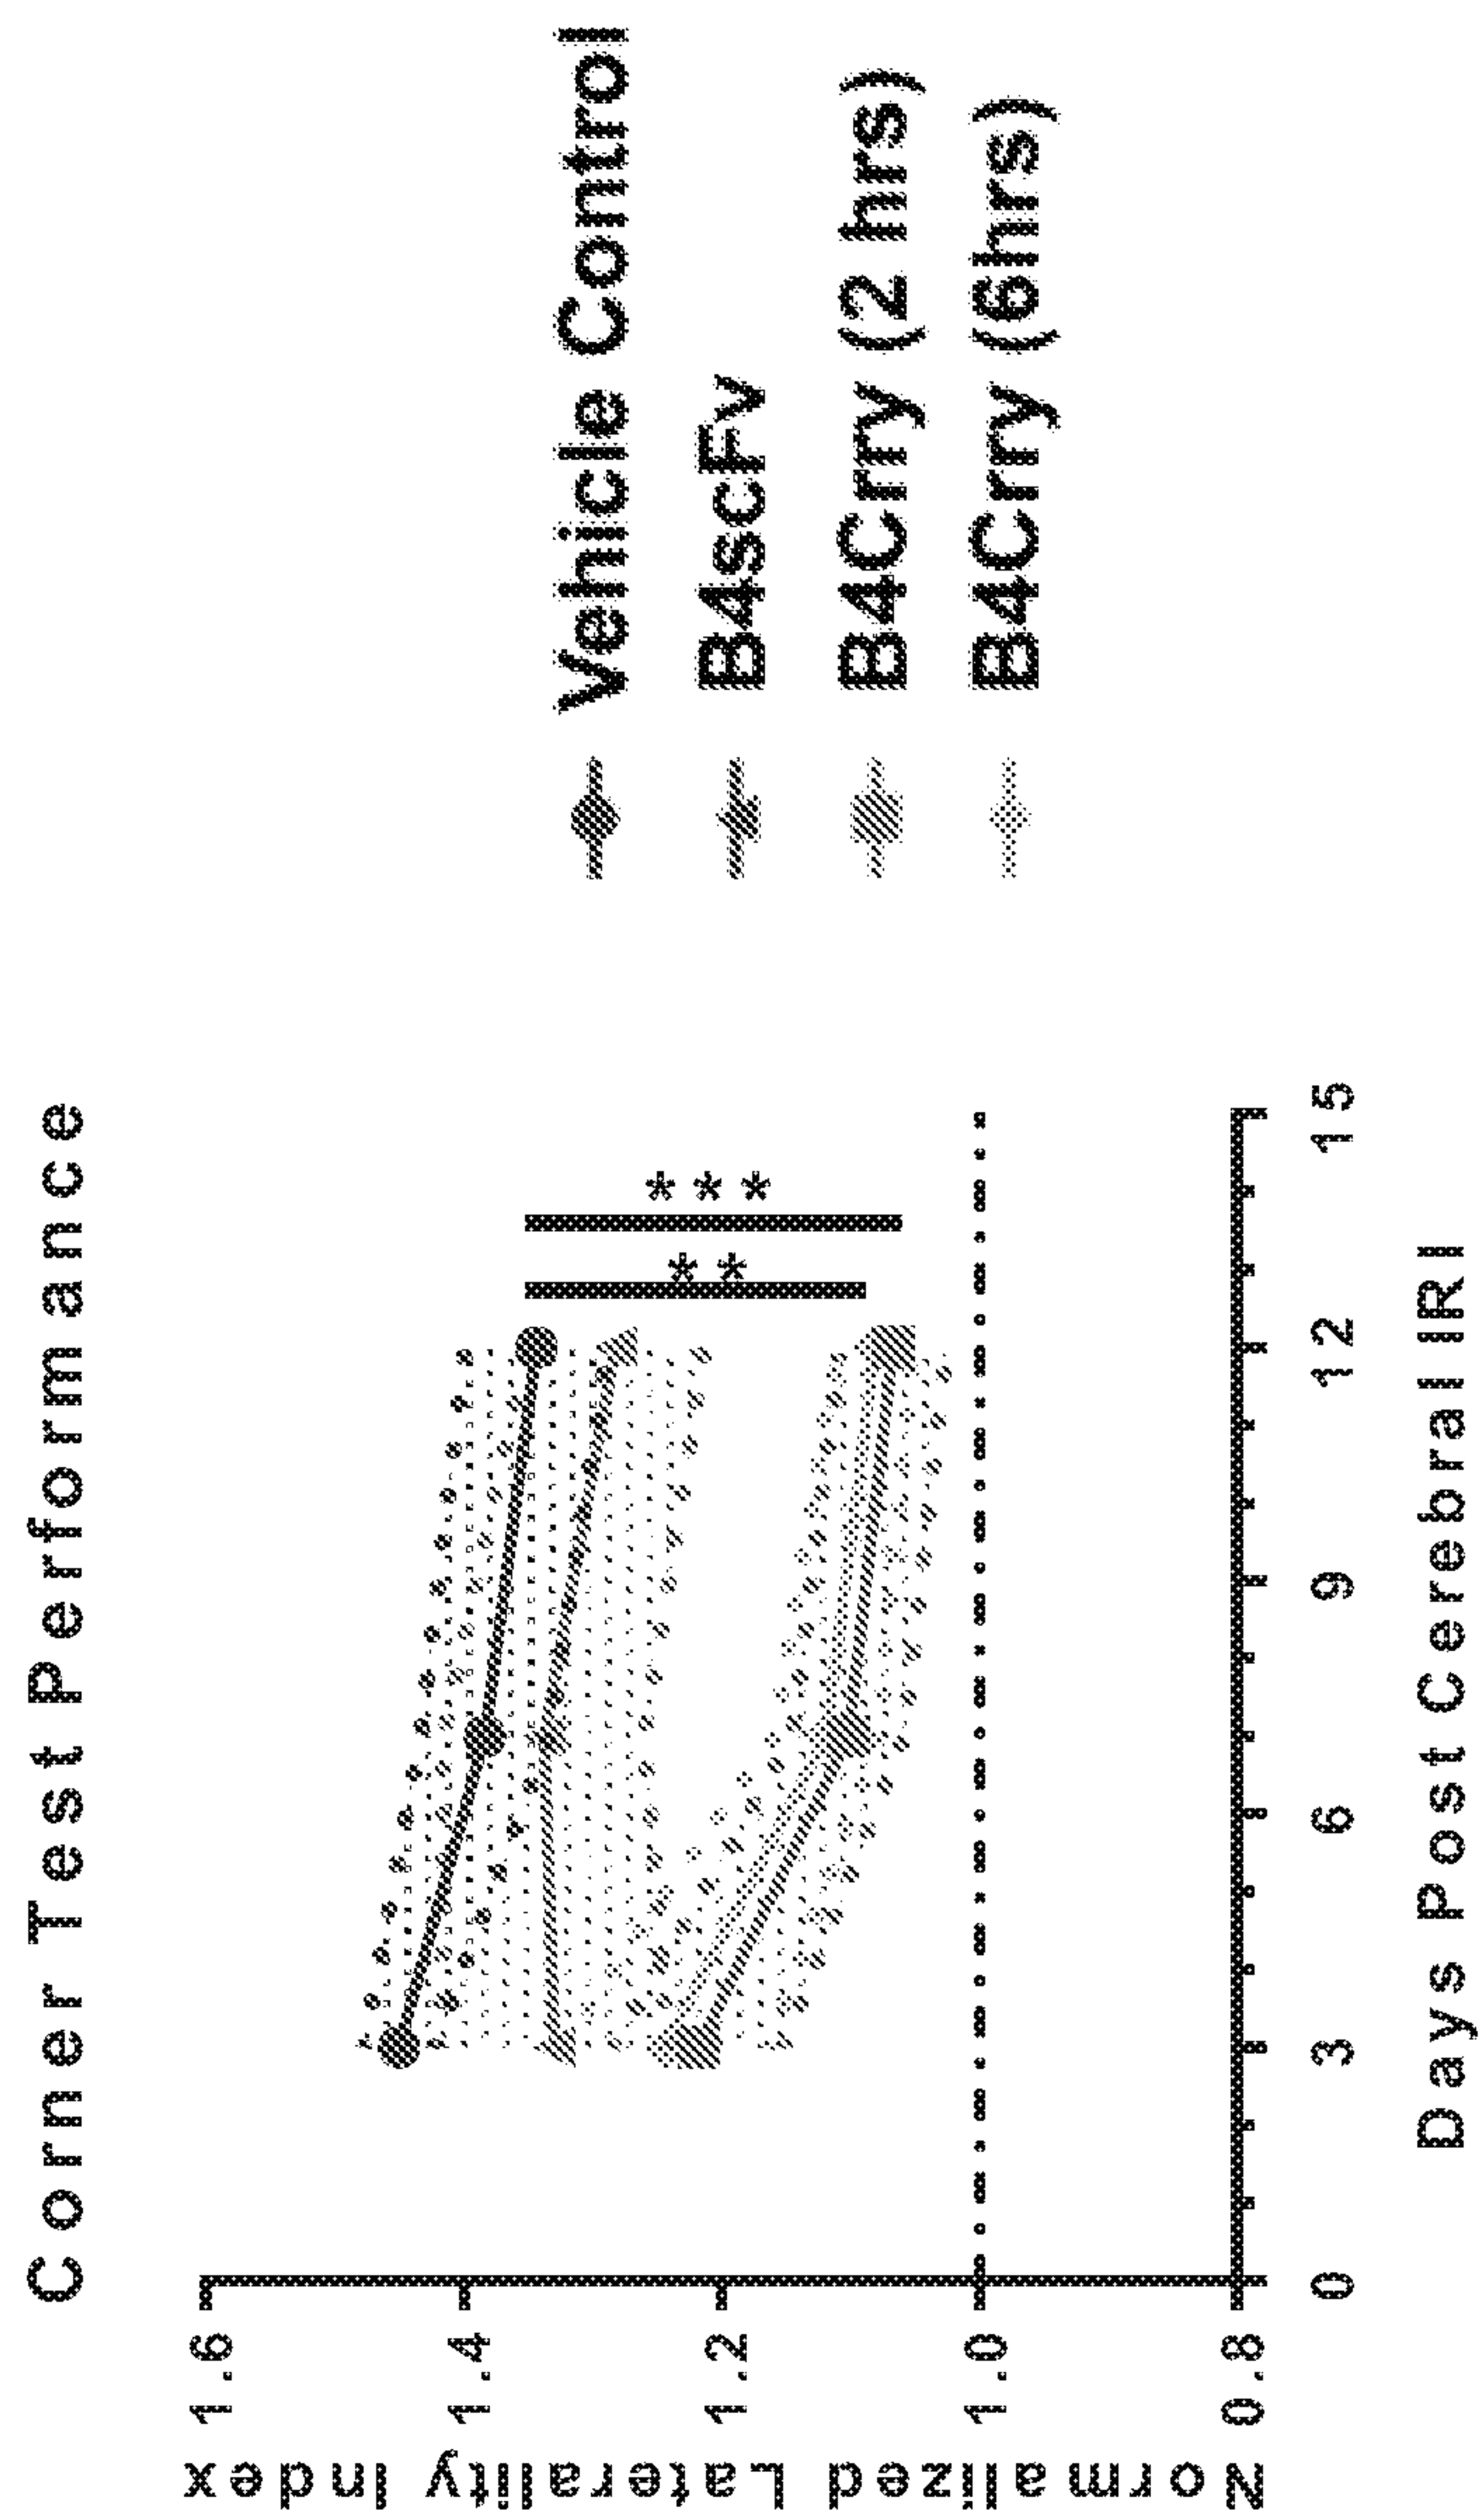 Corner Test Performance
Normalized Laterality Index
1.6
1.4
1.2
1.0
0.8
**
***
0 3 6 9 12 15
Days Post Cerebral IRI
Vehicle Control
B4scFv
B4Crry (2 hrs)
B4Crry (6hrs)